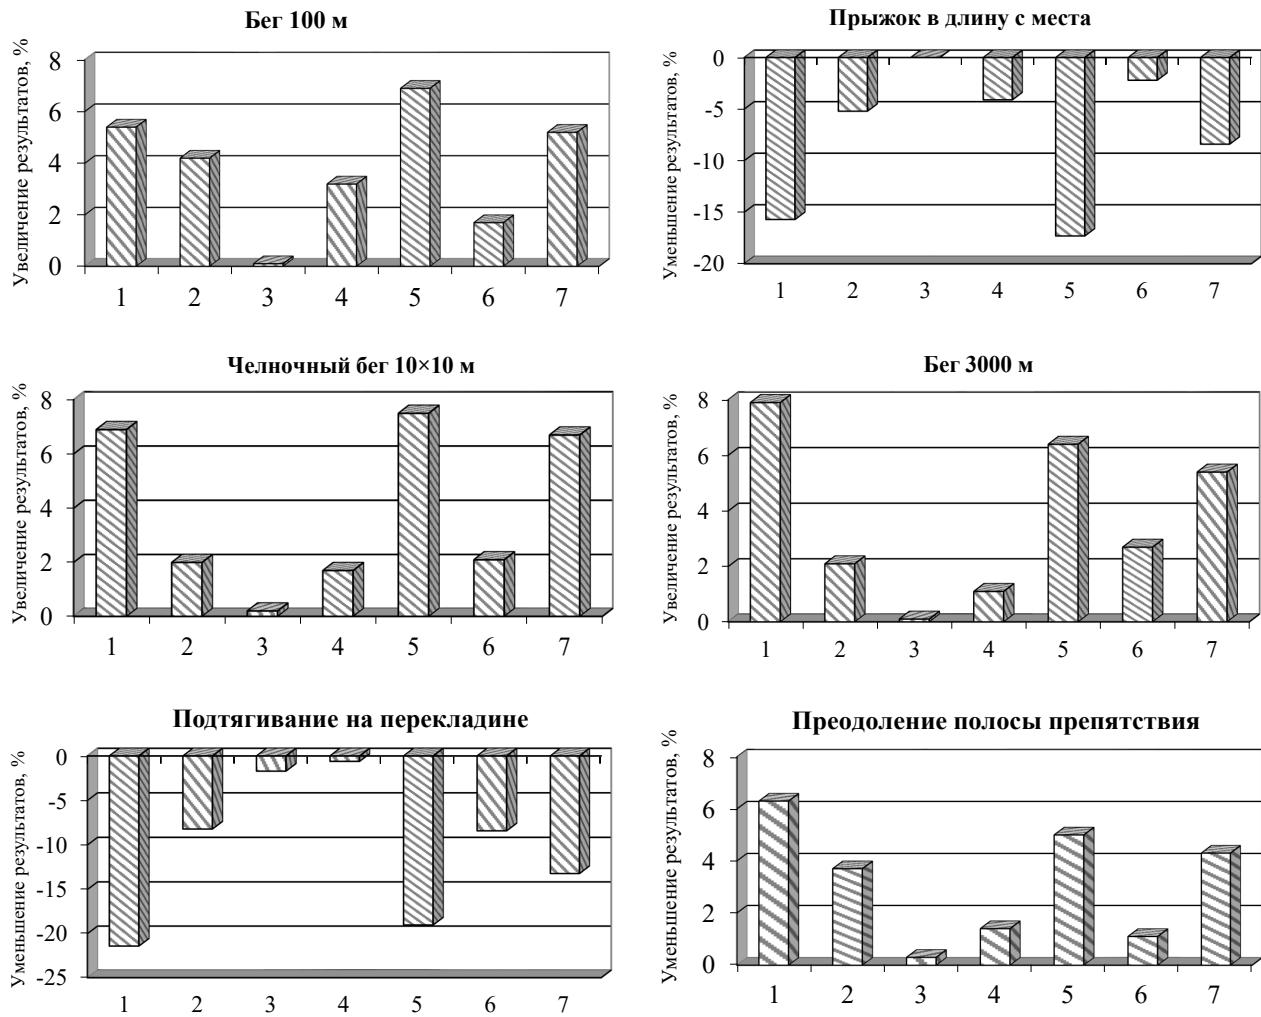 Бег 100 м
Увеличение результатов, %
8
6
4
2
0
1 2 3 4 5 6 7
Прыжок в длину с места
Уменьшение результатов, %
0
-5
-10
-15
-20
1 2 3 4 5 6 7
Челночный бег 10×10 м
Увеличение результатов, %
8
6
4
2
0
1 2 3 4 5 6 7
Бег 3000 м
Увеличение результатов, %
8
6
4
2
0
1 2 3 4 5 6 7
Подтягивание на перекладине
Уменьшение результатов, %
0
-5
-10
-15
-20
-25
1 2 3 4 5 6 7
Преодоление полосы препятствия
Уменьшение результатов, %
8
6
4
2
0
1 2 3 4 5 6 7